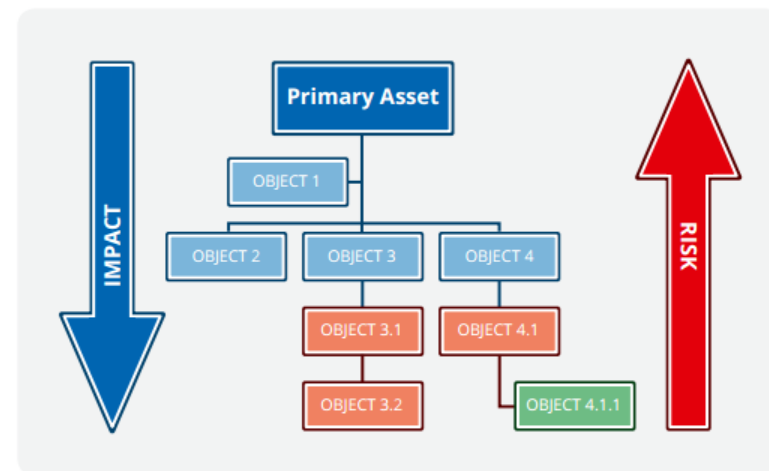 Primary Asset
OBJECT 1
IMPACT
RISK
OBJECT 2
OBJECT 3
OBJECT 4
OBJECT 3.1
OBJECT 4.1
OBJECT 3.2
OBJECT 4.1.1